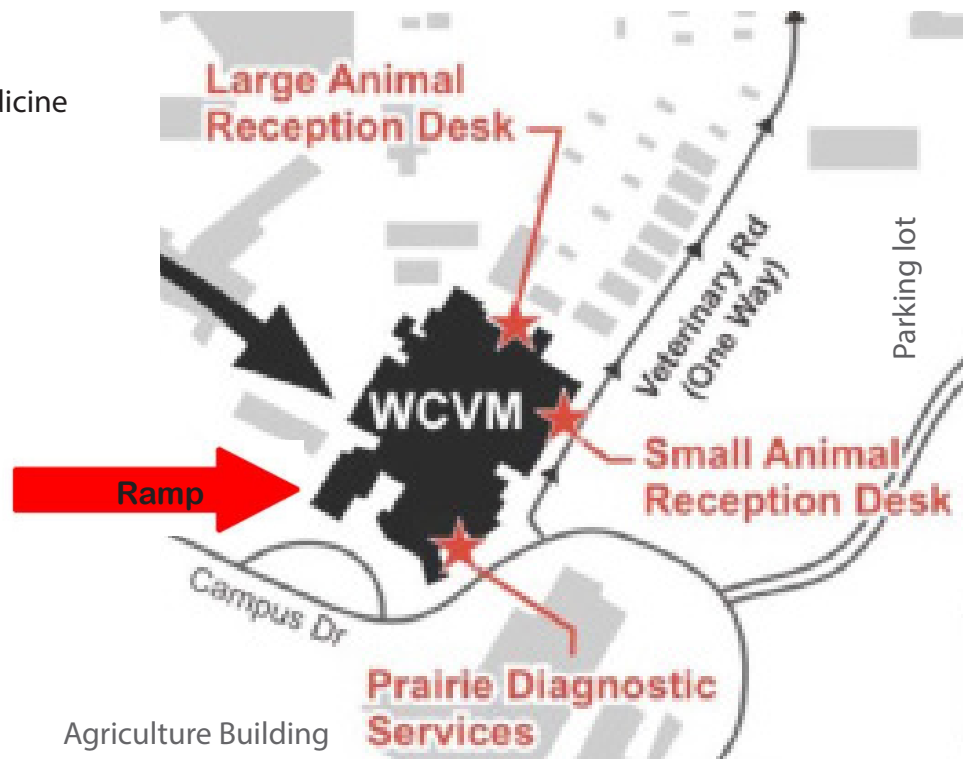 Large Animal
Reception Desk
dicine
Veterinary Rd
(One Way)
Parking lot
WCVM
Small Animal
Reception Desk
Ramp
Campus Dr
Prairie Diagnostic
Services
Agriculture Building